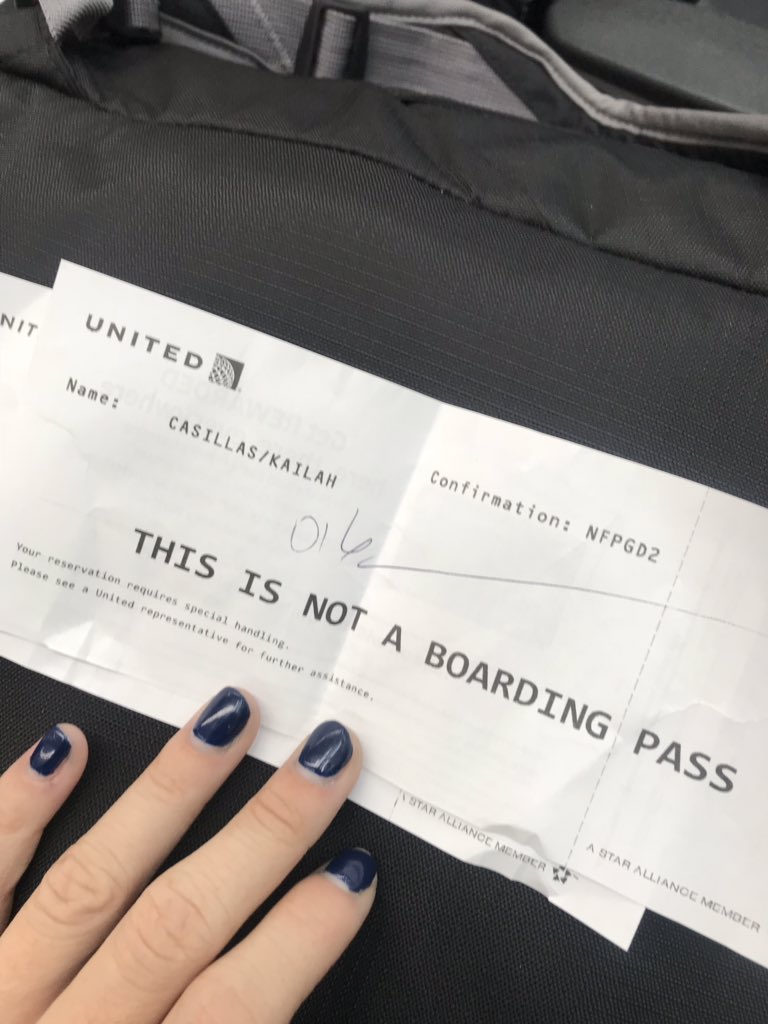 NIT
UNITED
Name:
CASILLAS/KAILAH
Confirmation: NFPGD2
016
THIS IS NOT A BOARDING PASS
Your reservation requires special handling.
Please see a United representative for further assistance.
A STAR ALLIANCE MEMBER
A STAR ALLIANCE MEMBER